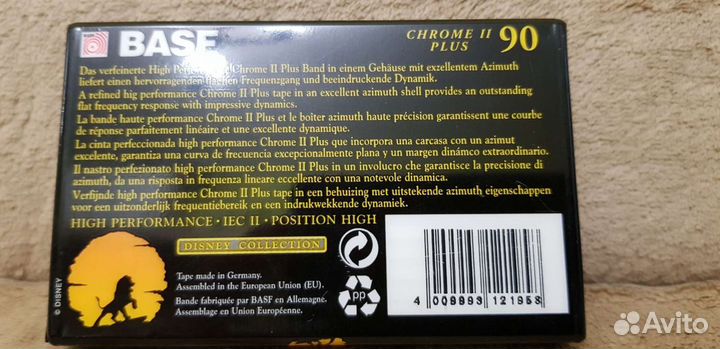 BASF
CHROME II
PLUS 90
Das verfeinerte High Performance Chrome II Plus Band in einem Gehäuse mit exzellentem Azimuth
liefert einen hervorragenden flachen Frequenzgang und beeindruckende Dynamik.
A refined hig performance Chrome II Plus tape in an excellent azimuth shell provides an outstanding
flat frequency response with impressive dynamics.
La bande haute performance Chrome II Plus et le boîtier azimuth haute précision garantissent une courbe
de réponse parfaitement linéaire et une excellente dynamique.
La cinta perfeccionada high performance Chrome II Plus que incorpora una carcasa con un azimut
excelente, garantiza una curva de frecuencia excepcionalmente plana y un margen dinámco extraordinario.
Il nastro perfezionato high performance Chrome II Plus in un involucro che garantisce la precisione di
azimuth, da una risposta in frequenza lineare eccellente con una notevole dinamica.
Verfijnde high performance Chrome II Plus tape in een behuizing met uitstekende azimuth eigenschappen
voor een uitzonderlijk frequentiebereik en een indrukwekkende dynamiek.
HIGH PERFORMANCE · IEC II · POSITION HIGH
DISNEY COLLECTION
Tape made in Germany.
Assembled in the European Union (EU).
Bande fabriquée par BASF en Allemagne.
Assemblage en Union Européenne.
© DISNEY
PP
4 009993 121958
Avito